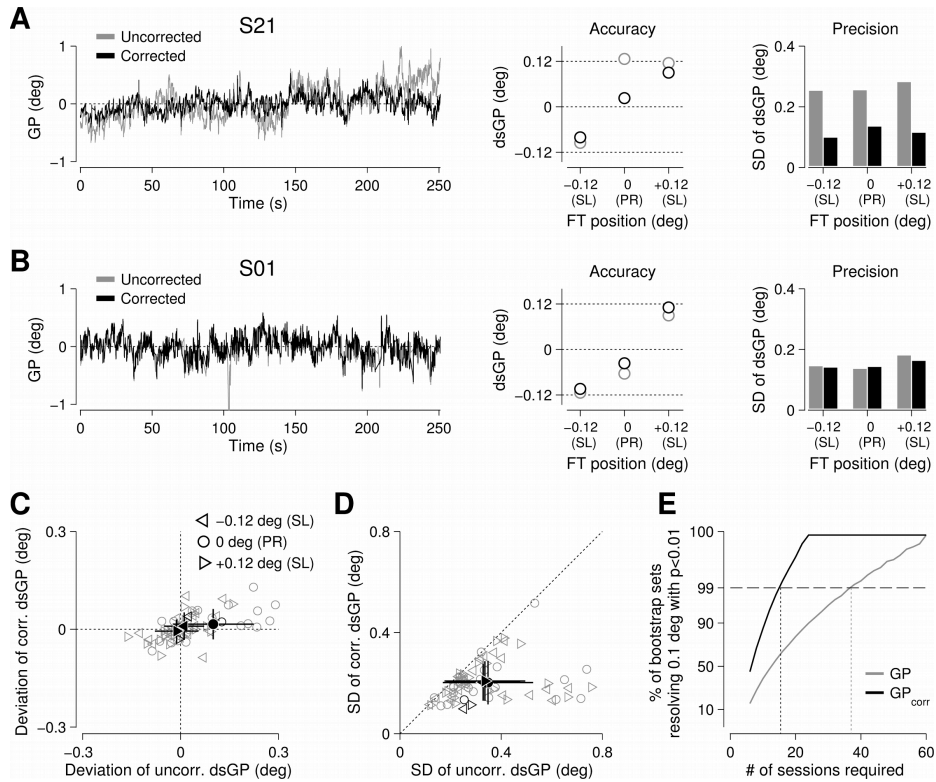 A
S21
Uncorrected
Corrected
GP (deg)
1
0
−1
0 50 100 150 200 250
Time (s)
Accuracy
dsGP (deg)
0.12
0
−0.12
−0.12 0 +0.12
(SL) (PR) (SL)
FT position (deg)
Precision
SD of dsGP (deg)
0.4
0.2
0
−0.12 0 +0.12
(SL) (PR) (SL)
FT position (deg)
B
S01
Uncorrected
Corrected
GP (deg)
1
0
−1
0 50 100 150 200 250
Time (s)
Accuracy
dsGP (deg)
0.12
0
−0.12
−0.12 0 +0.12
(SL) (PR) (SL)
FT position (deg)
Precision
SD of dsGP (deg)
0.4
0.2
0
−0.12 0 +0.12
(SL) (PR) (SL)
FT position (deg)
C
−0.12 deg (SL)
0 deg (PR)
+0.12 deg (SL)
Deviation of corr. dsGP (deg)
0.3
0
−0.3
−0.3 0 0.3
Deviation of uncorr. dsGP (deg)
D
SD of corr. dsGP (deg)
0.8
0.4
0
0 0.4 0.8
SD of uncorr. dsGP (deg)
E
% of bootstrap sets
resolving 0.1 deg with p<0.01
100
99
90
50
10
GP
GPcorr
0 20 40 60
# of sessions required